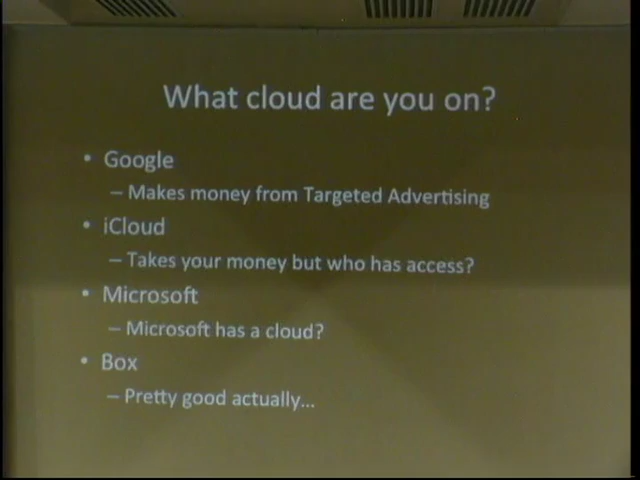 What cloud are you on?
• Google
– Makes money from Targeted Advertising
• iCloud
– Takes your money but who has access?
• Microsoft
– Microsoft has a cloud?
• Box
– Pretty good actually...